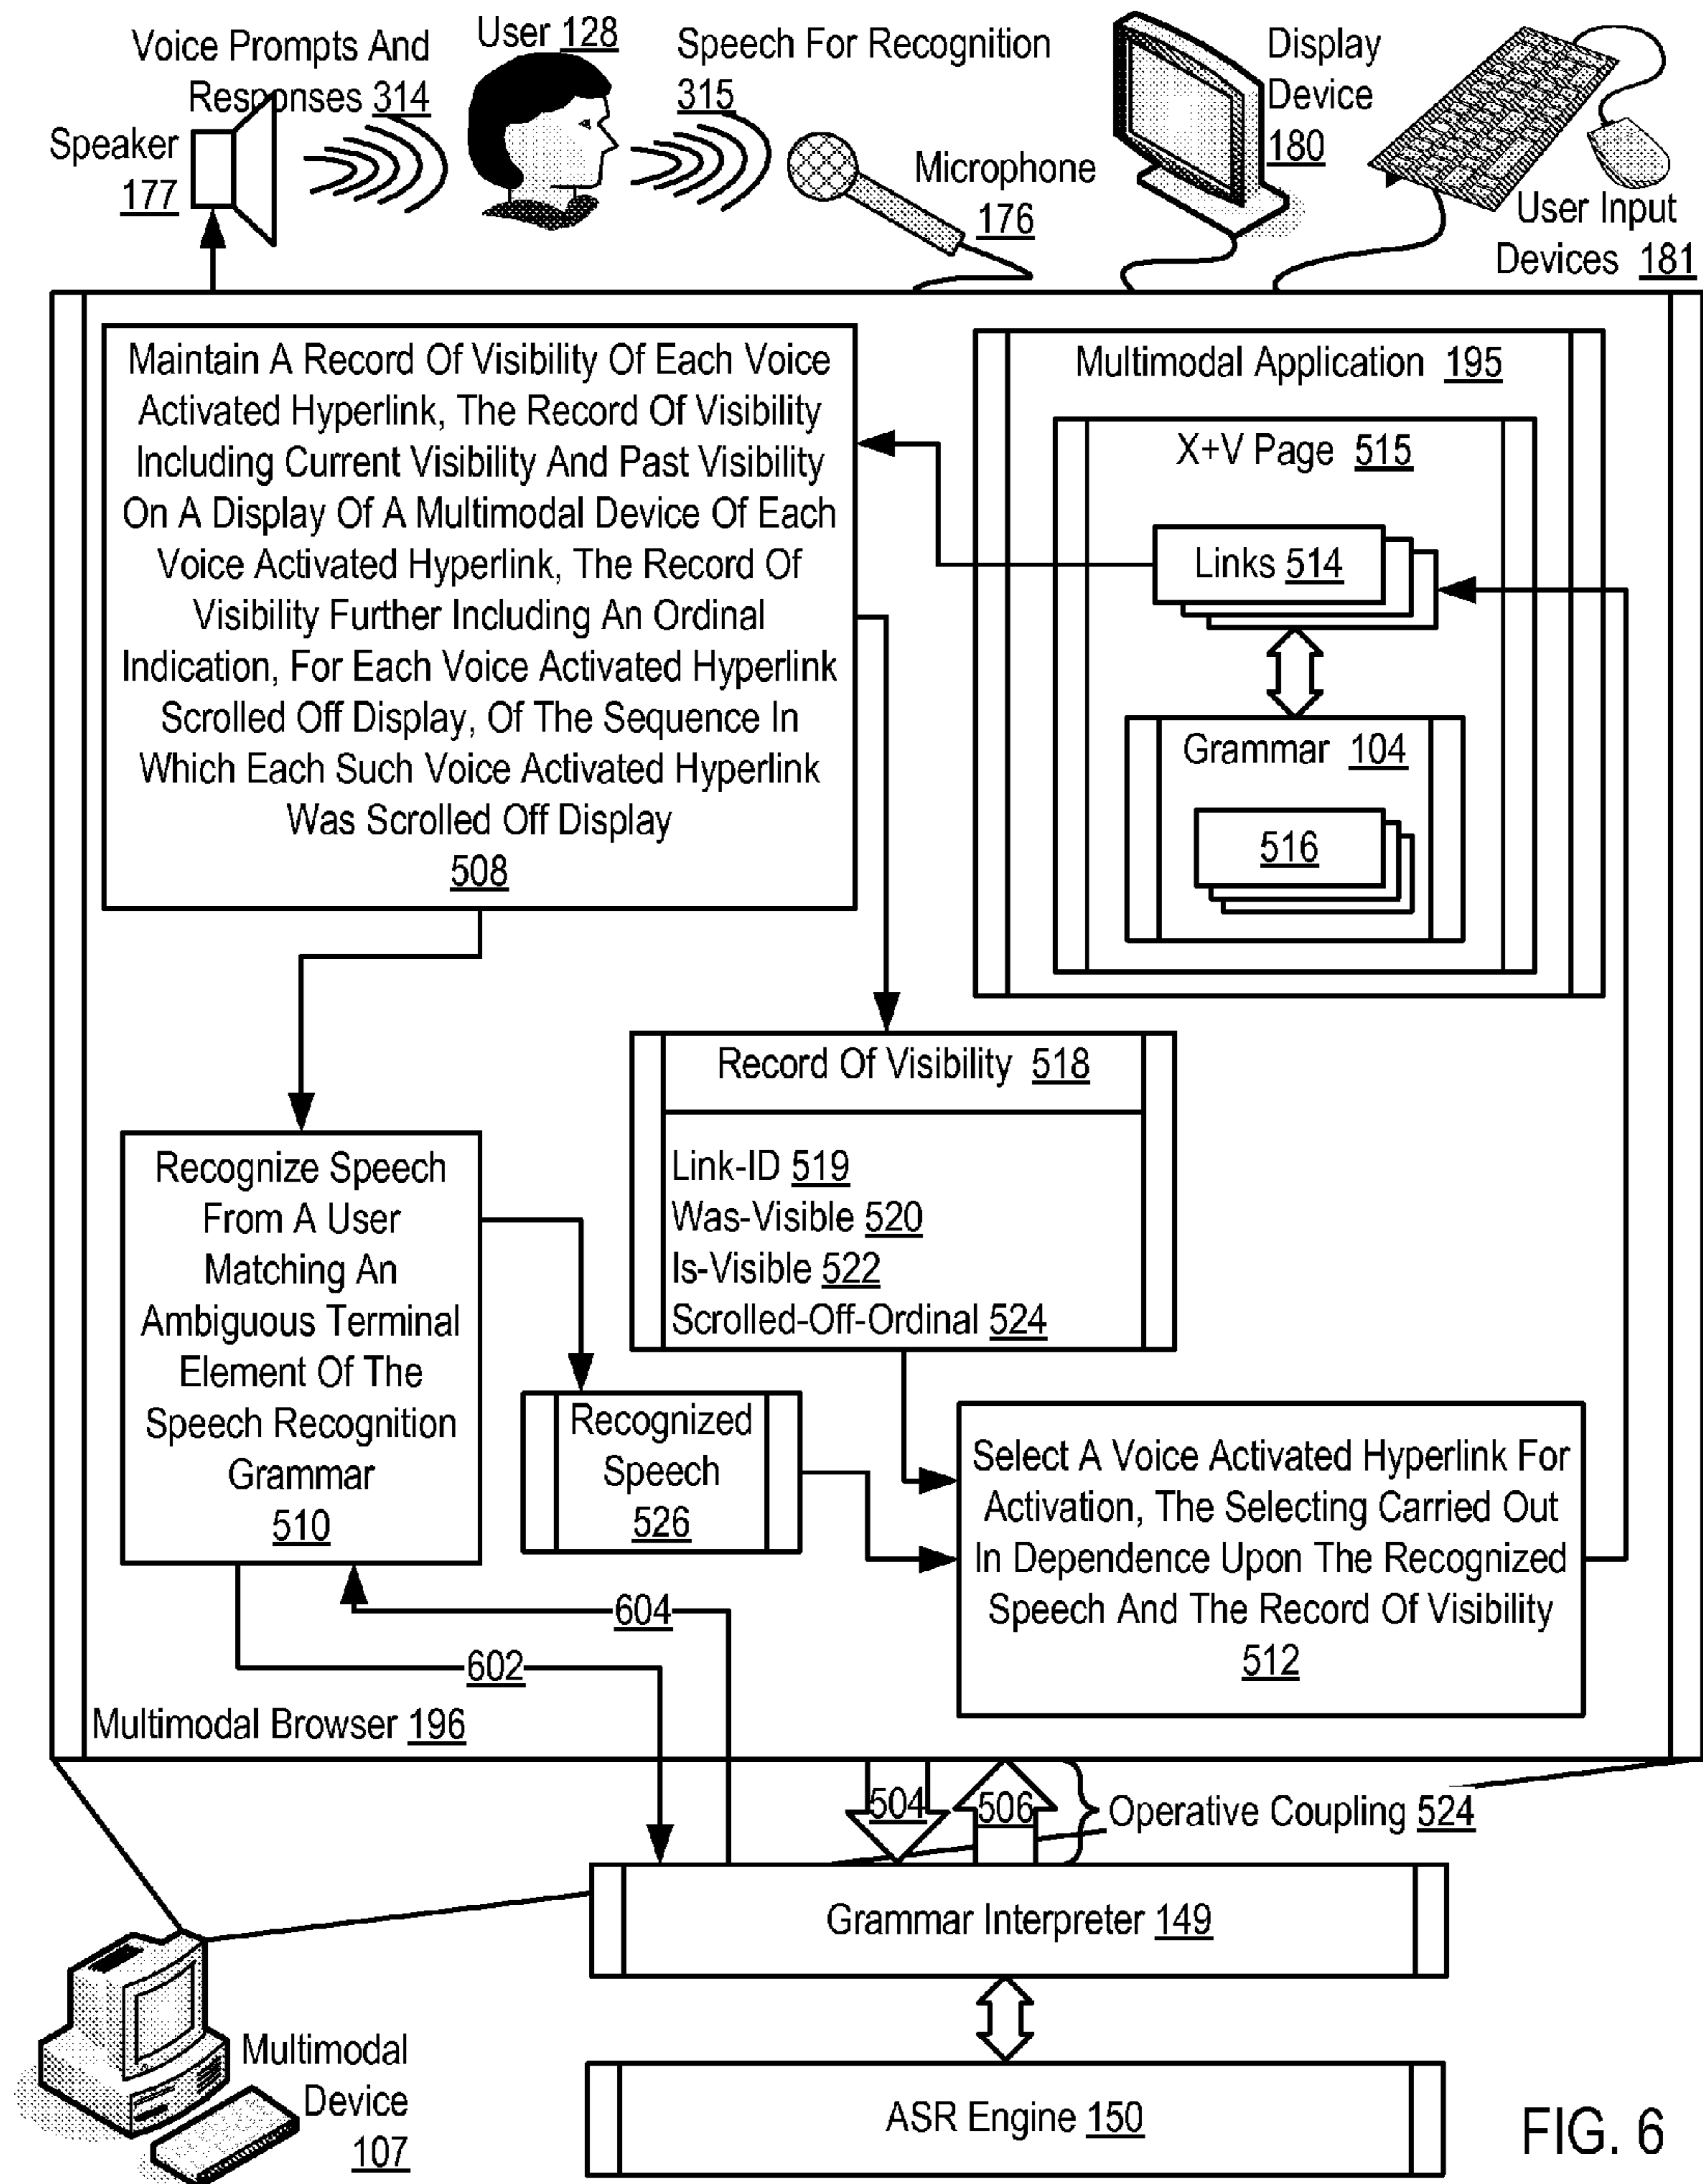 Voice Prompts And
Responses 314
User 128
Speech For Recognition
315
Display
Device
180
Speaker
177
Microphone
176
User Input
Devices 181
Maintain A Record Of Visibility Of Each Voice
Activated Hyperlink, The Record Of Visibility
Including Current Visibility And Past Visibility
On A Display Of A Multimodal Device Of Each
Voice Activated Hyperlink, The Record Of
Visibility Further Including An Ordinal
Indication, For Each Voice Activated Hyperlink
Scrolled Off Display, Of The Sequence In
Which Each Such Voice Activated Hyperlink
Was Scrolled Off Display
508
Multimodal Application 195
X+V Page 515
Links 514
Grammar 104
516
Record Of Visibility 518
Link-ID 519
Was-Visible 520
Is-Visible 522
Scrolled-Off-Ordinal 524
Recognize Speech
From A User
Matching An
Ambiguous Terminal
Element Of The
Speech Recognition
Grammar
510
Recognized
Speech
526
Select A Voice Activated Hyperlink For
Activation, The Selecting Carried Out
In Dependence Upon The Recognized
Speech And The Record Of Visibility
512
604
602
Multimodal Browser 196
504
506
Operative Coupling 524
Grammar Interpreter 149
Multimodal
Device
107
ASR Engine 150
FIG. 6